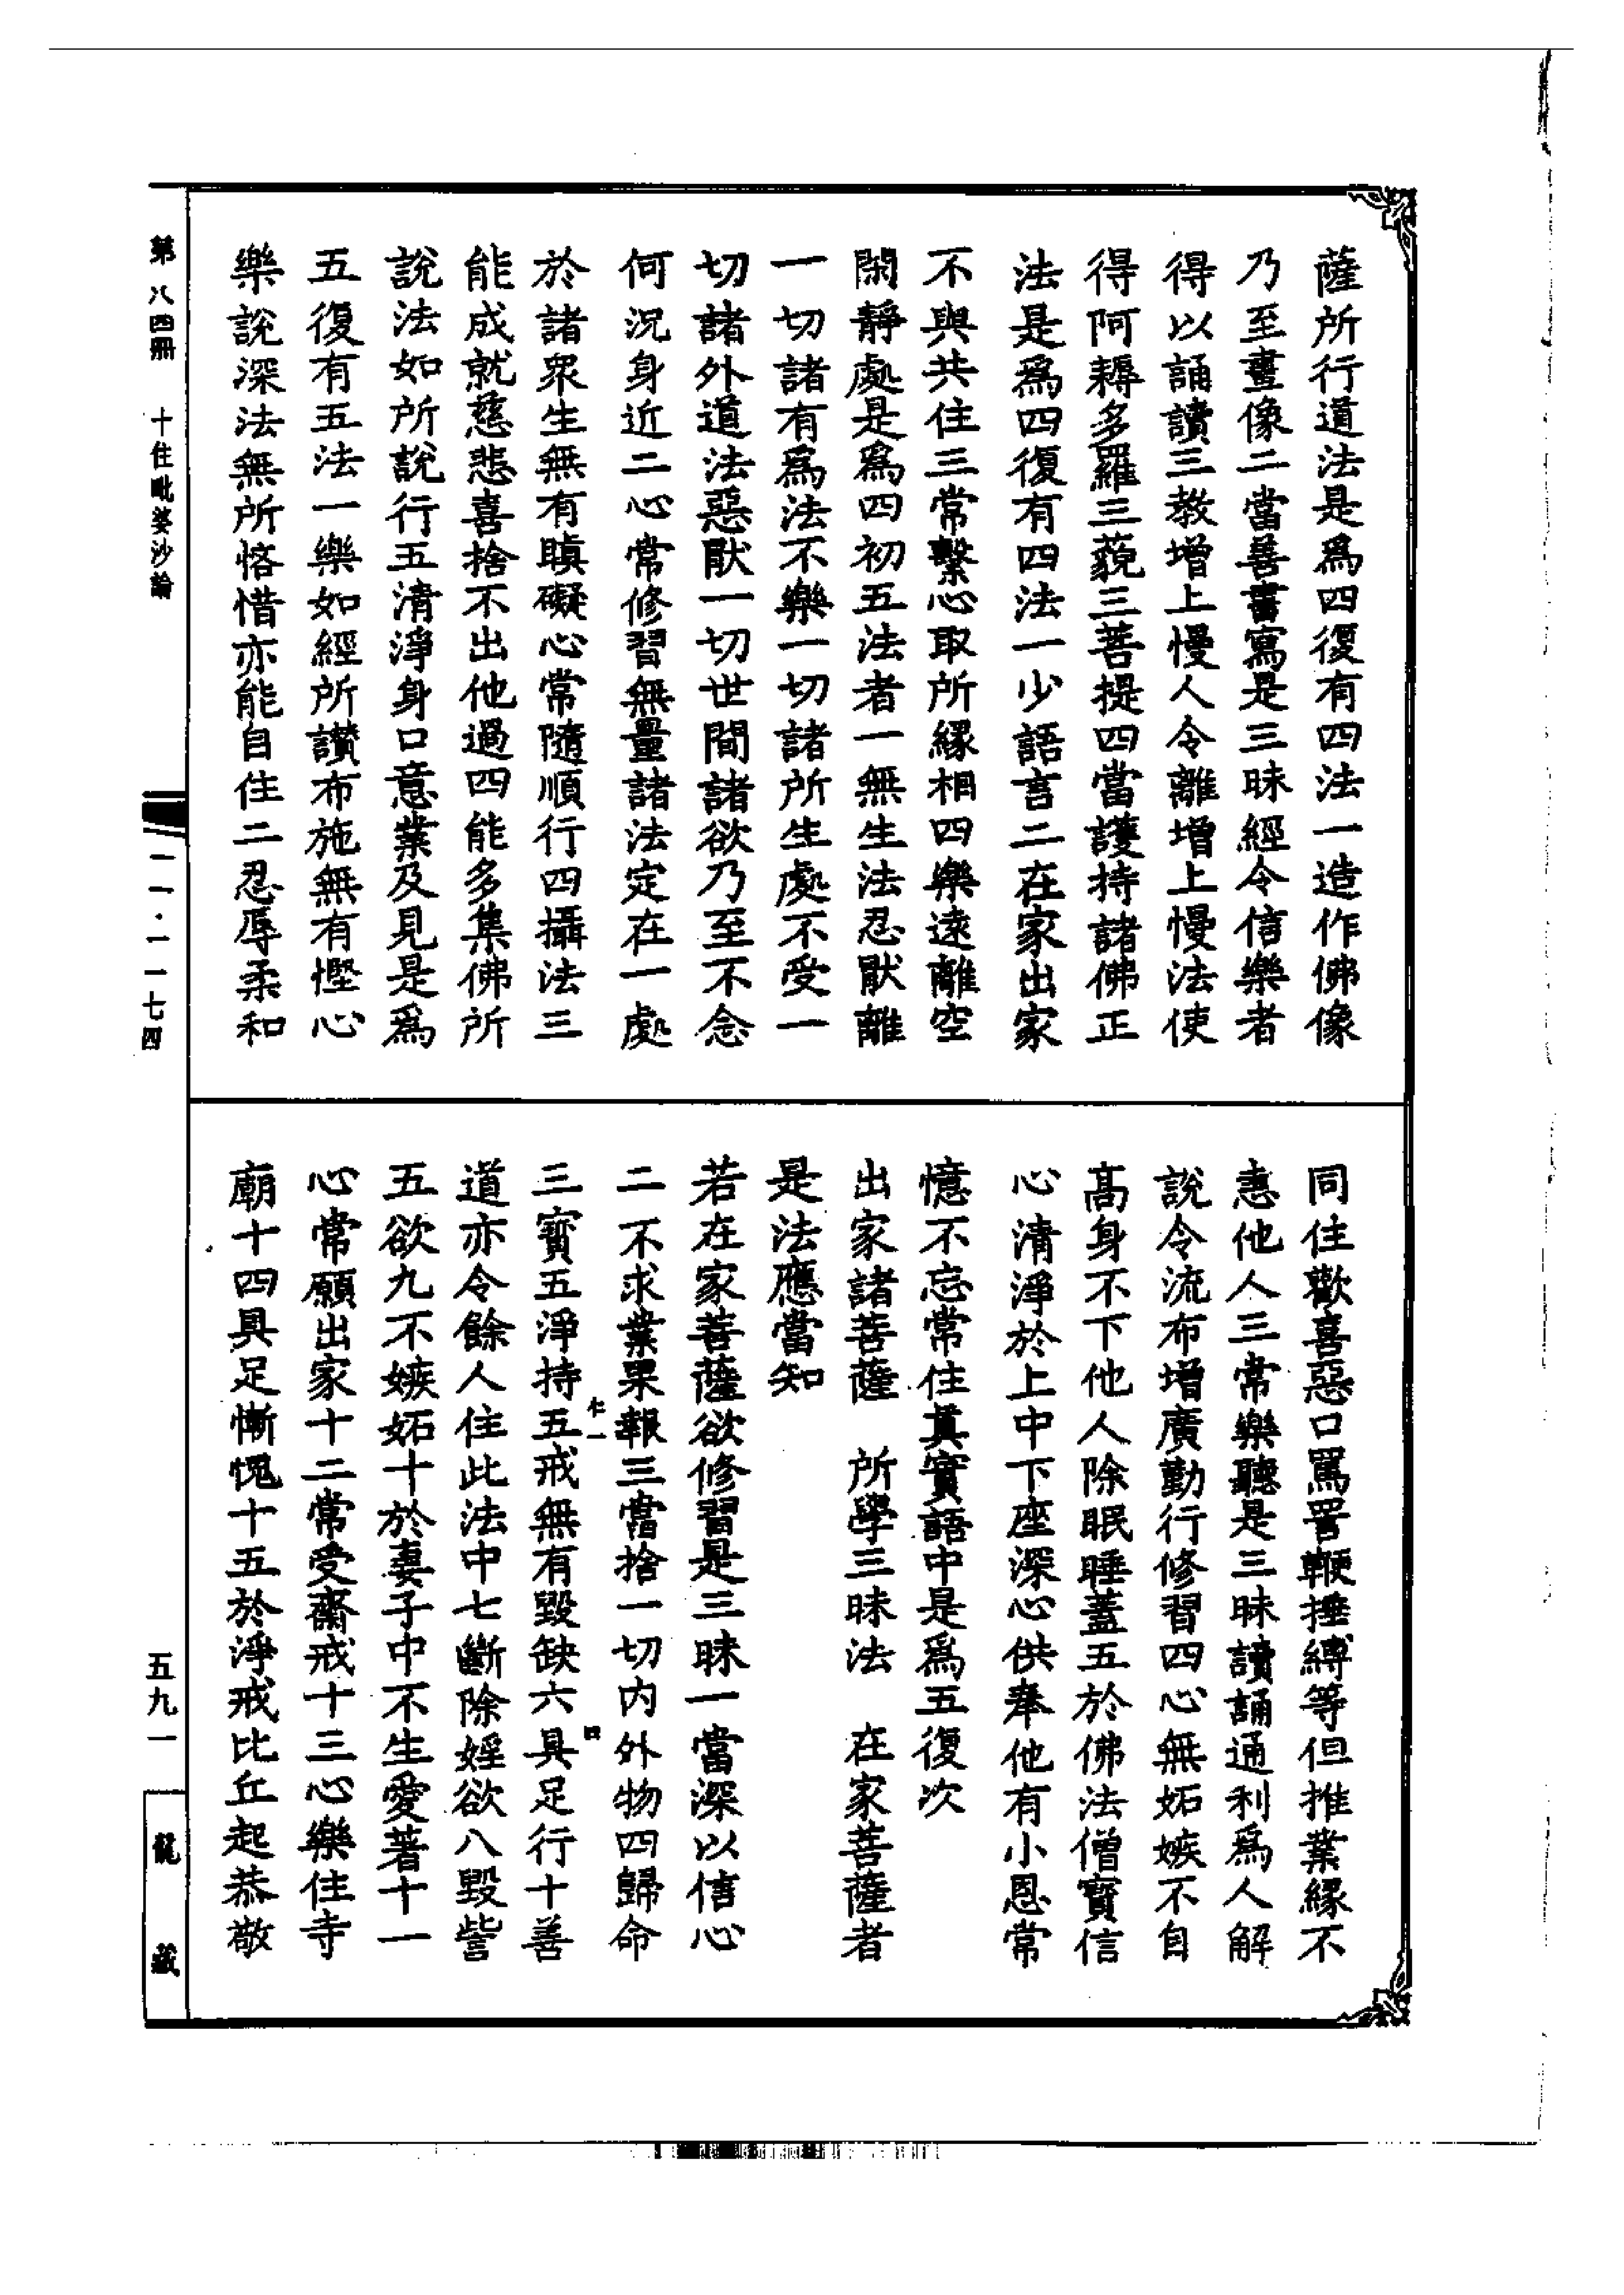 薩所行道法是爲四復有四法一造作佛像
乃至畫像二當善書寫是三昧經令信樂者
得以誦讀三教增上慢人令離增上慢法使
得阿耨多羅三藐三菩提四當護持諸佛正
法是爲四復有四法一少語言二在家出家
不與共住三常繫心取所緣相四樂遠離空
閑靜處是爲四初五法者一無生法忍厭離
一切諸有爲法不樂一切諸所生處不受一
切諸外道法惡厭一切世間諸欲乃至不念
何況身近二心常修習無量諸法定在一處
於諸眾生無有瞋礙心常隨順行四攝法三
能成就慈悲喜捨不出他過四能多集佛所
說法如所說行五清淨身口意業及見是爲
五復有五法一樂如經所讚布施無有慳心
樂說深法無所悋惜亦能自住二忍辱柔和
同住歡喜惡口罵詈鞭捶縛等但推業緣不
恚他人三常樂聽是三昧讀誦通利爲人解
說令流布增廣勤行修習四心無妬嫉不自
高身不下他人除眠睡蓋五於佛法僧寶信
心清淨於上中下座深心供奉他有小恩常
憶不忘常住真實語中是爲五復次
出家諸菩薩　所學三昧法　在家菩薩者
是法應當知
若在家菩薩欲修習是三昧一當深以信心
二不求業果報三當捨一切內外物四歸命
三寶五淨持五戒無有毀缺六具足行十善
道亦令餘人住此法中七斷除婬欲八毀訾
五欲九不嫉妬十於妻子中不生愛著十一
心常願出家十二常受齋戒十三心樂住寺
廟十四具足慚愧十五於淨戒比丘起恭敬
仁一
四
第八四冊　十住毗婆沙論
一一·一一七四
五九一
龍藏